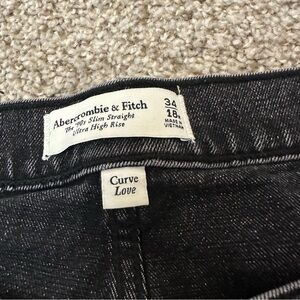 Abercrombie & Fitch
The 90s Slim Straight
Ultra High Rise
34
18
MADE IN
VIETNAM
Curve
Love